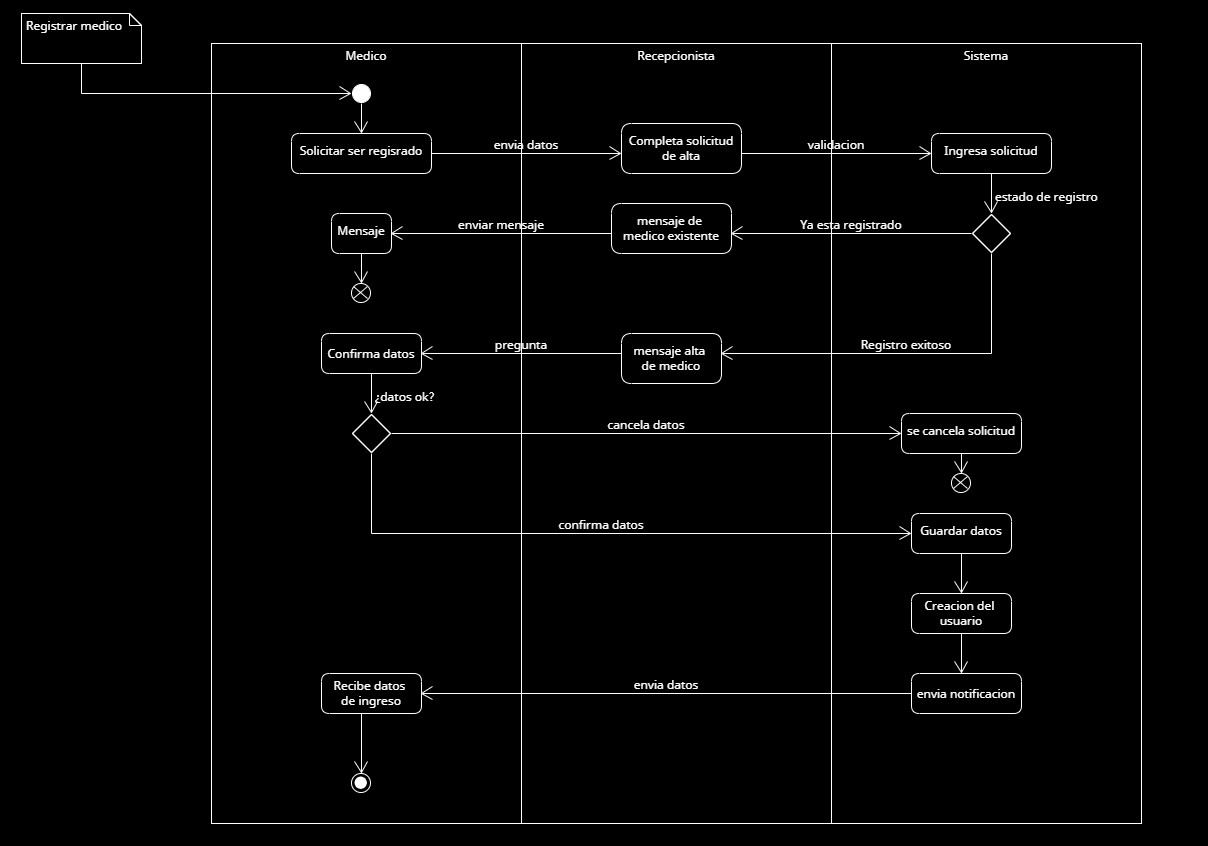 Registrar medico
Medico
Recepcionista
Sistema
Solicitar ser regisrado
envia datos
Completa solicitud
de alta
validacion
Ingresa solicitud
estado de registro
Mensaje
enviar mensaje
mensaje de
medico existente
Ya esta registrado
Confirma datos
pregunta
mensaje alta
de medico
Registro exitoso
¿datos ok?
cancela datos
se cancela solicitud
confirma datos
Guardar datos
Creacion del
usuario
Recibe datos
de ingreso
envia datos
envia notificacion